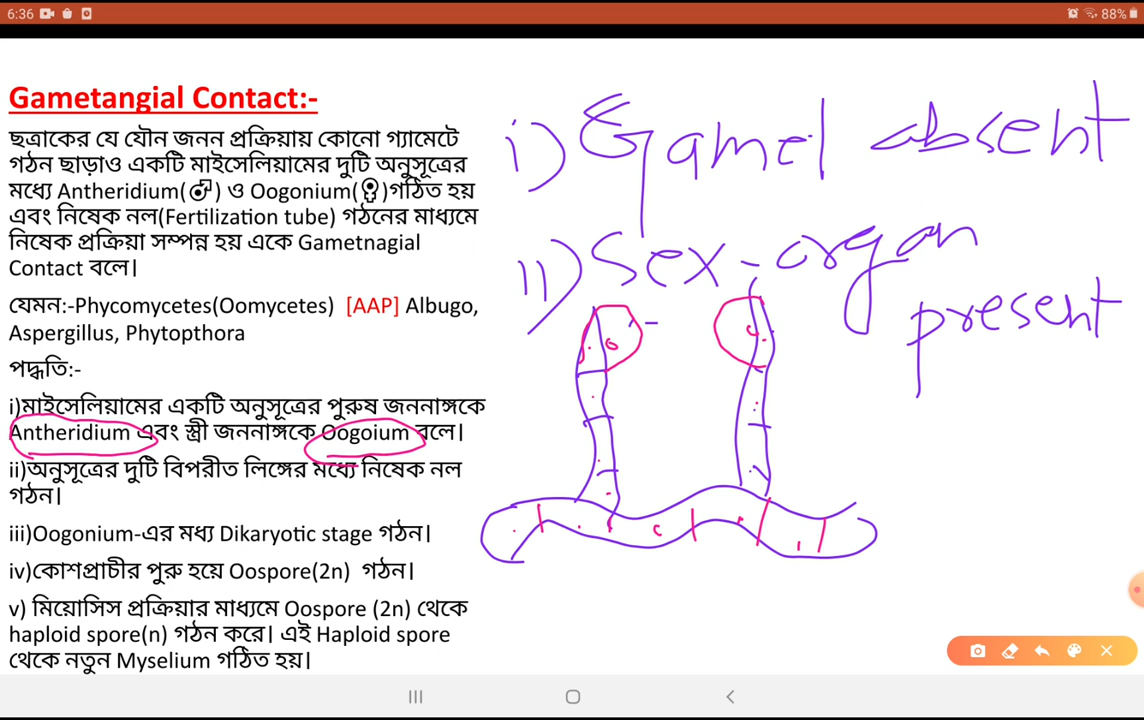 6:36
88%
Gametangial Contact:-
ছত্রাকের যে যৌন জনন প্রক্রিয়ায় কোনো গ্যামেটে
গঠন ছাড়াও একটি মাইসেলিয়ামের দুটি অনুসূত্রের
মধ্যে Antheridium(♂) ও Oogonium(♀)গঠিত হয়
এবং নিষেক নল(Fertilization tube) গঠনের মাধ্যমে
নিষেক প্রক্রিয়া সম্পন্ন হয় একে Gametnagial
Contact বলে।
যেমন:-Phycomycetes(Oomycetes) [AAP] Albugo,
Aspergillus, Phytopthora
পদ্ধতি:-
i)মাইসেলিয়ামের একটি অনুসূত্রের পুরুষ জননাঙ্গকে
Antheridium এবং স্ত্রী জননাঙ্গকে Oogoium বলে।
ii)অনুসূত্রের দুটি বিপরীত লিঙ্গের মধ্যে নিষেক নল
গঠন।
iii)Oogonium-এর মধ্য Dikaryotic stage গঠন।
iv)কোশপ্রাচীর পুরু হয়ে Oospore(2n) গঠন।
v) মিয়োসিস প্রক্রিয়ার মাধ্যমে Oospore (2n) থেকে
haploid spore(n) গঠন করে। এই Haploid spore
থেকে নতুন Myselium গঠিত হয়।
i) Gamet absent
ii) Sex-organ
present